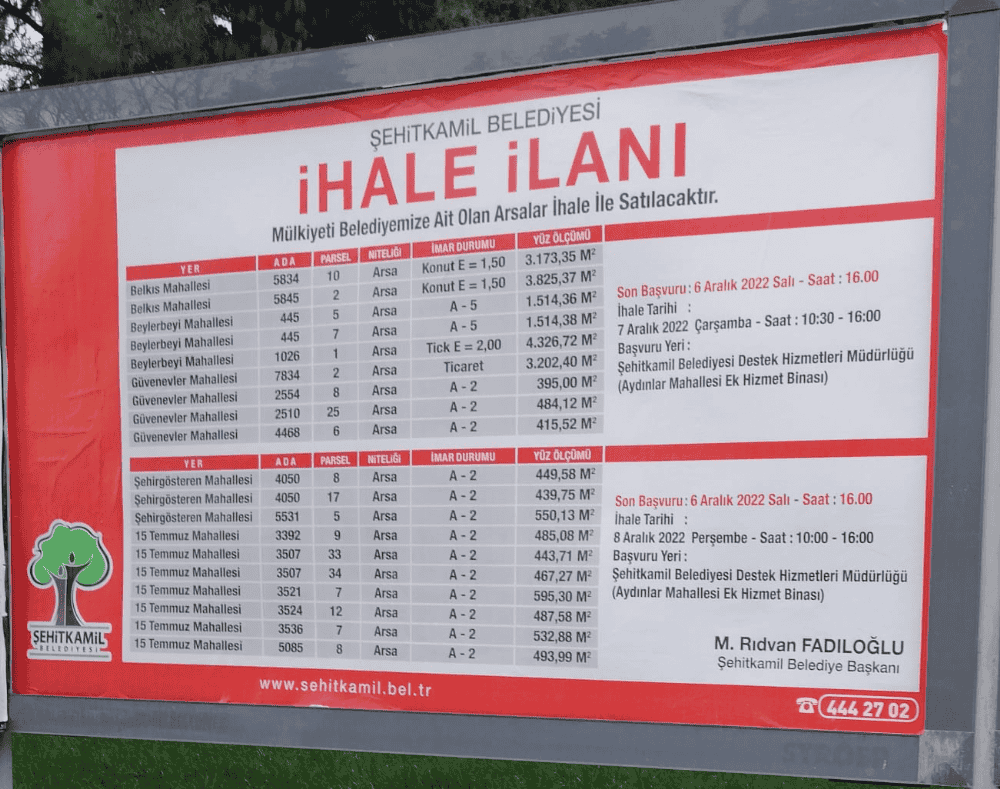 ŞEHİTKAMİL BELEDİYESİ
İHALE İLANI
Mülkiyeti Belediyemize Ait Olan Arsalar İhale İle Satılacaktır.
YER ADA PARSEL NİTELİĞİ İMAR DURUMU YÜZ ÖLÇÜMÜ
Belkıs Mahallesi 5834 10 Arsa Konut E = 1,50 3.173,35 M²
Belkıs Mahallesi 5845 2 Arsa Konut E = 1,50 3.825,37 M²
Beylerbeyi Mahallesi 445 5 Arsa A - 5 1.514,36 M²
Beylerbeyi Mahallesi 445 7 Arsa A - 5 1.514,38 M²
Beylerbeyi Mahallesi 1026 1 Arsa Tick E = 2,00 4.326,72 M²
Güvenevler Mahallesi 7834 2 Arsa Ticaret 3.202,40 M²
Güvenevler Mahallesi 2554 8 Arsa A - 2 395,00 M²
Güvenevler Mahallesi 2510 25 Arsa A - 2 484,12 M²
Güvenevler Mahallesi 4468 6 Arsa A - 2 415,52 M²
Son Başvuru : 6 Aralık 2022 Salı - Saat : 16.00
İhale Tarihi :
7 Aralık 2022 Çarşamba - Saat : 10:30 - 16:00
Başvuru Yeri :
Şehitkamil Belediyesi Destek Hizmetleri Müdürlüğü
(Aydınlar Mahallesi Ek Hizmet Binası)
YER ADA PARSEL NİTELİĞİ İMAR DURUMU YÜZ ÖLÇÜMÜ
Şehirgösteren Mahallesi 4050 8 Arsa A - 2 449,58 M²
Şehirgösteren Mahallesi 4050 17 Arsa A - 2 439,75 M²
Şehirgösteren Mahallesi 5531 5 Arsa A - 2 550,13 M²
15 Temmuz Mahallesi 3392 9 Arsa A - 2 485,08 M²
15 Temmuz Mahallesi 3507 33 Arsa A - 2 443,71 M²
15 Temmuz Mahallesi 3507 34 Arsa A - 2 467,27 M²
15 Temmuz Mahallesi 3521 7 Arsa A - 2 595,30 M²
15 Temmuz Mahallesi 3524 12 Arsa A - 2 487,58 M²
15 Temmuz Mahallesi 3536 7 Arsa A - 2 532,88 M²
15 Temmuz Mahallesi 5085 8 Arsa A - 2 493,99 M²
Son Başvuru : 6 Aralık 2022 Salı - Saat : 16.00
İhale Tarihi :
8 Aralık 2022 Perşembe - Saat : 10:00 - 16:00
Başvuru Yeri :
Şehitkamil Belediyesi Destek Hizmetleri Müdürlüğü
(Aydınlar Mahallesi Ek Hizmet Binası)
M. Rıdvan FADILOĞLU
Şehitkamil Belediye Başkanı
ŞEHİTKAMİL
BELEDİYESİ
www.sehitkamil.bel.tr
444 27 02
STRÖER